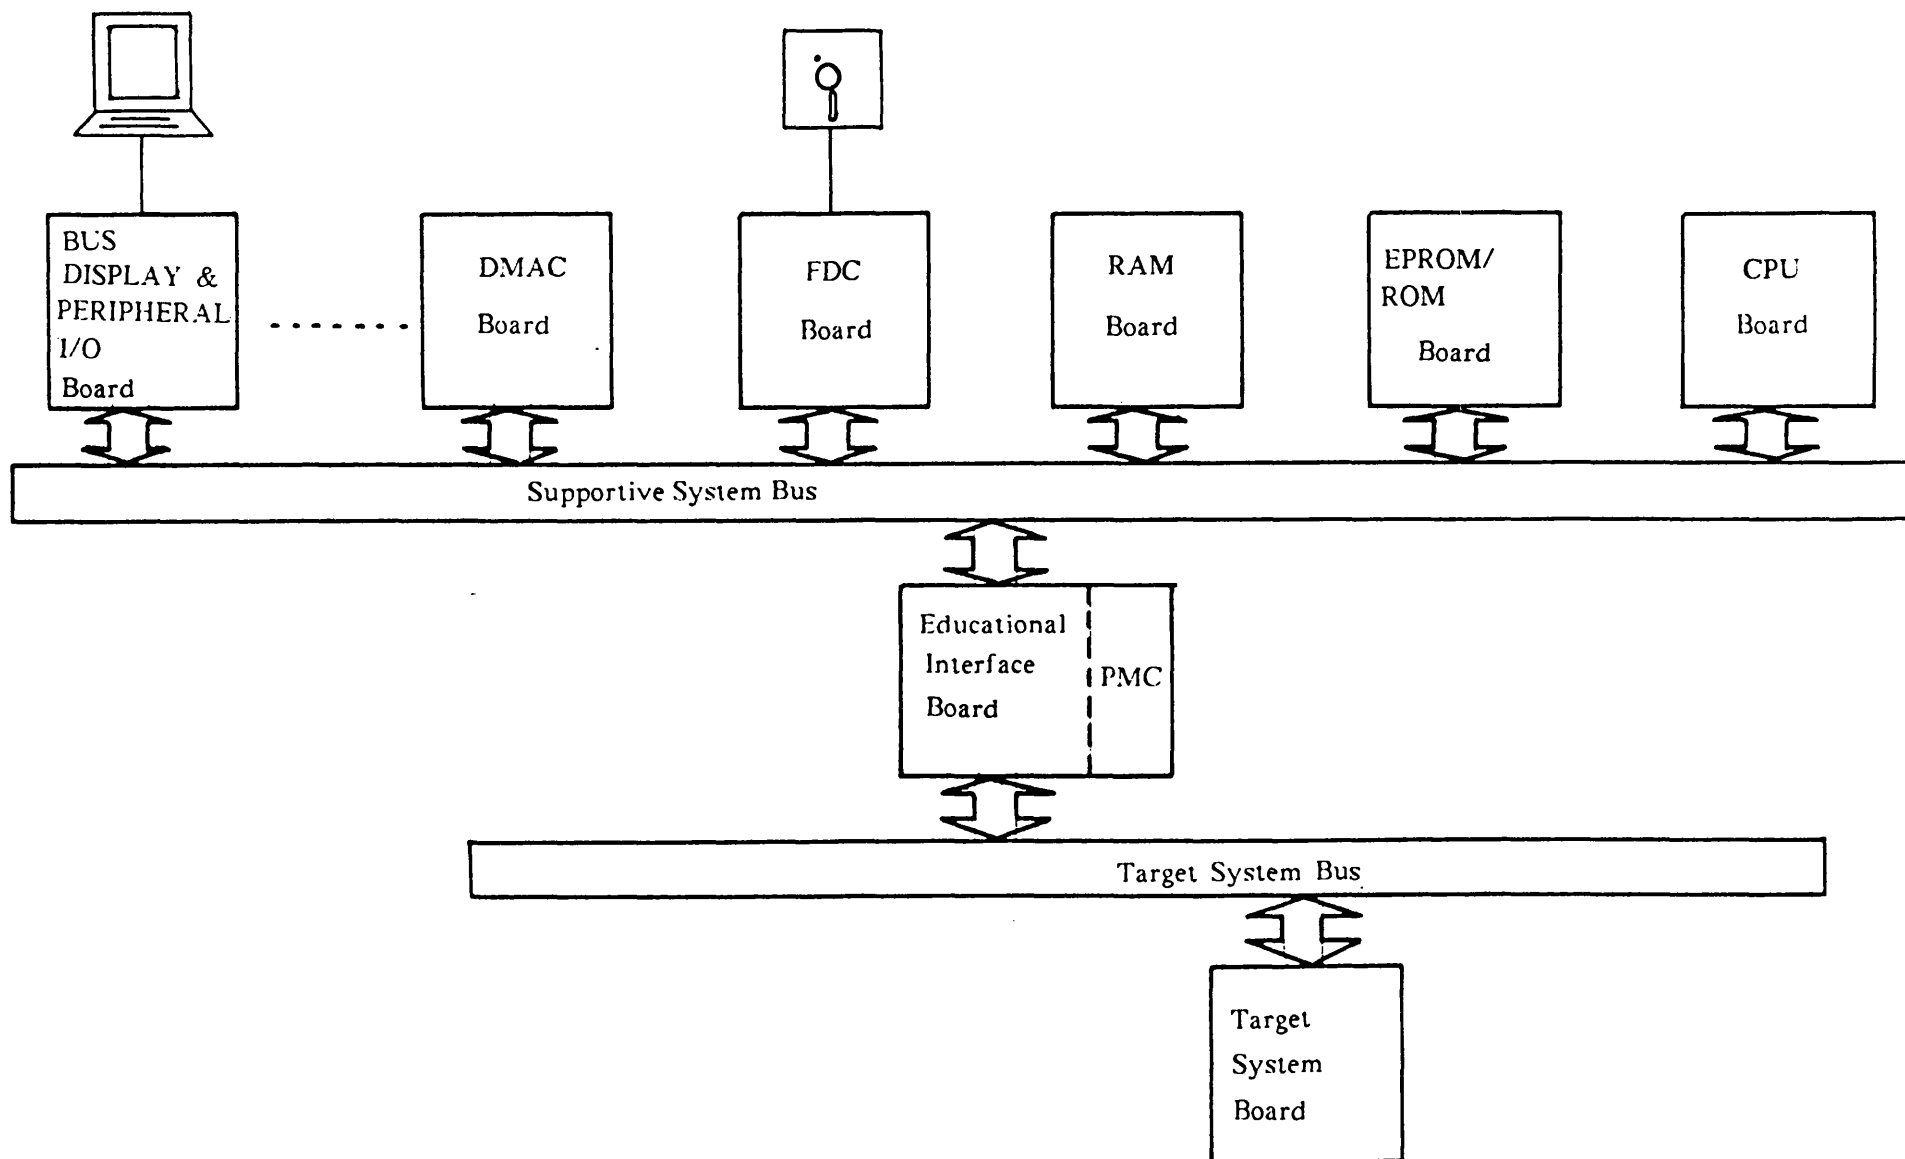 BUS
DISPLAY &
PERIPHERAL
I/O
Board
DMAC
Board
FDC
Board
RAM
Board
EPROM/
ROM
Board
CPU
Board
Supportive System Bus
Educational
Interface
Board
PMC
Target System Bus
Target
System
Board